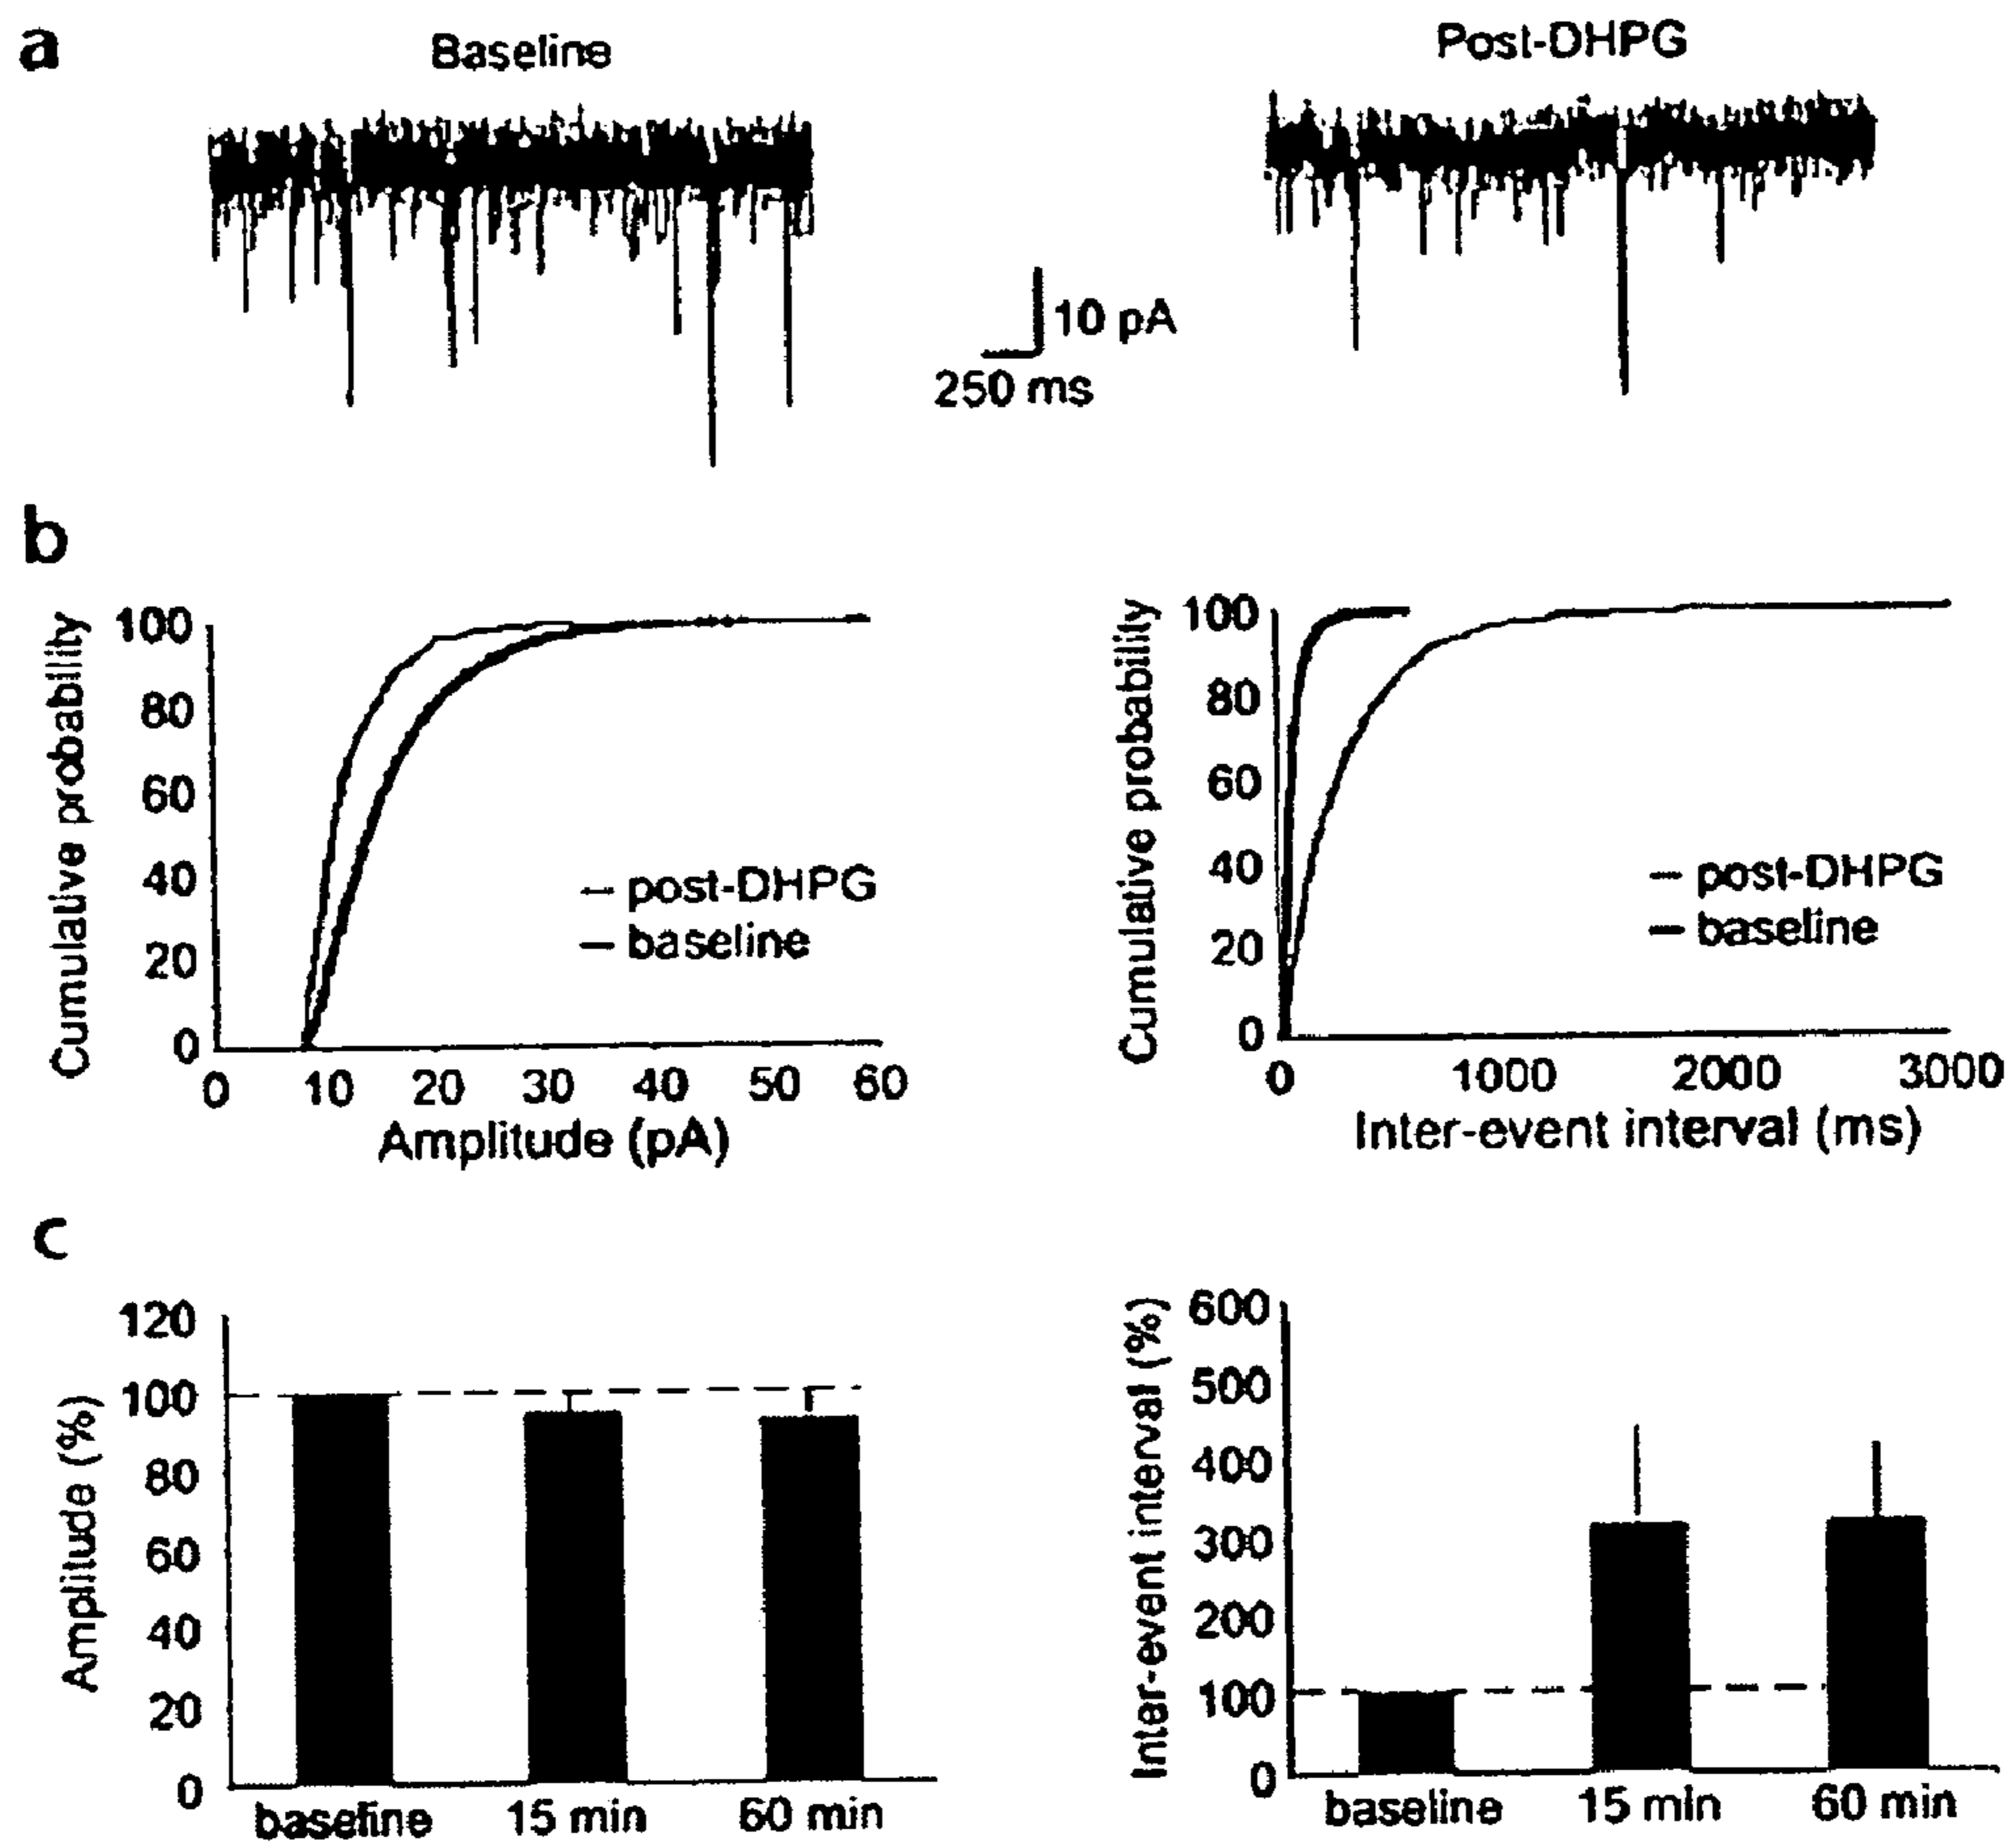 a
Baseline
Post-DHPG
10 pA
250 ms
b
Cumulative probability
100
80
60
40
20
0
0 10 20 30 40 50 60
Amplitude (pA)
post-DHPG
baseline
Cumulative probability
100
80
60
40
20
0
0 1000 2000 3000
Inter-event interval (ms)
post-DHPG
baseline
c
Amplitude (%)
120
100
80
60
40
20
0
baseline 15 min 60 min
Inter-event interval (%)
600
500
400
300
200
100
0
baseline 15 min 60 min